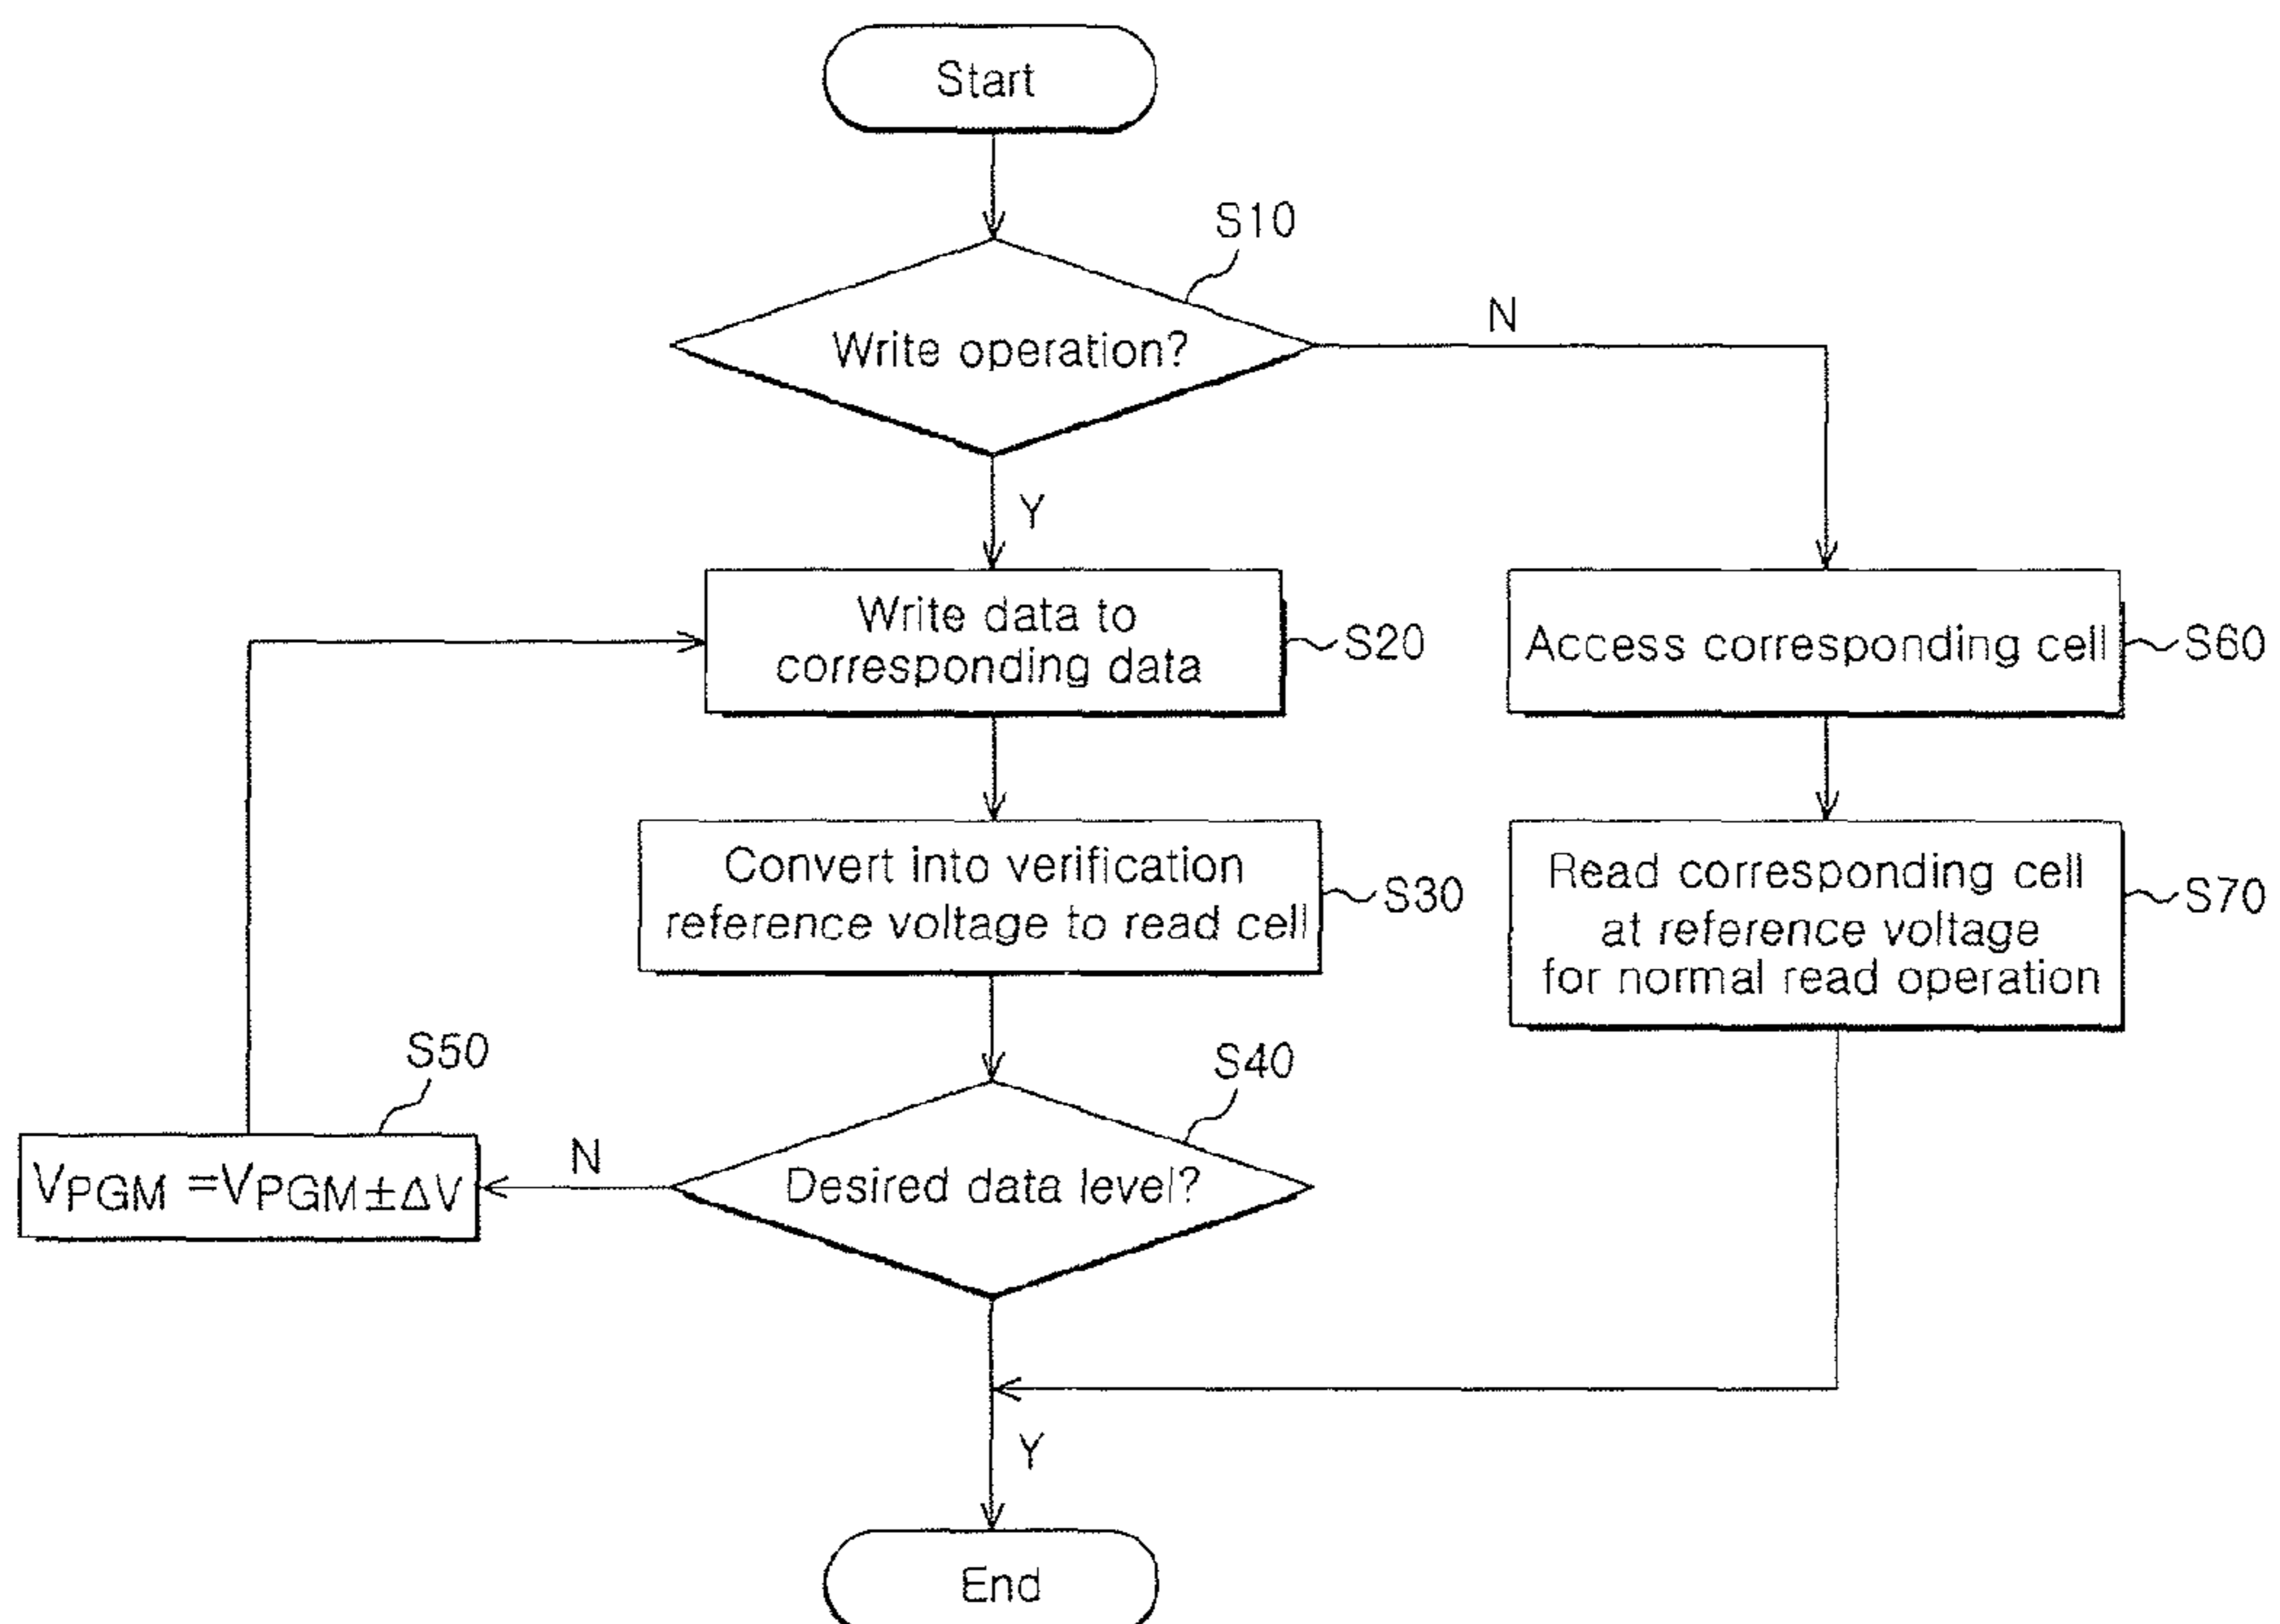 Start
S10
Write operation?
N
Y
Write data to
corresponding data
S20
Access corresponding cell
S60
Convert into verification
reference voltage to read cell
S30
Read corresponding cell
at reference voltage
for normal read operation
S70
S50
VPGM =VPGM±ΔV
N
S40
Desired data level?
Y
End